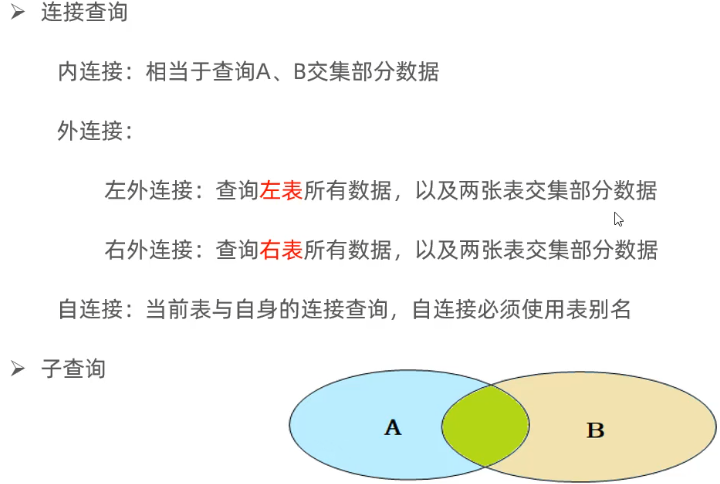 ➢ 连接查询
内连接：相当于查询A、B交集部分数据
外连接：
左外连接：查询左表所有数据，以及两张表交集部分数据
右外连接：查询右表所有数据，以及两张表交集部分数据
自连接：当前表与自身的连接查询，自连接必须使用表别名
➢ 子查询
A
B